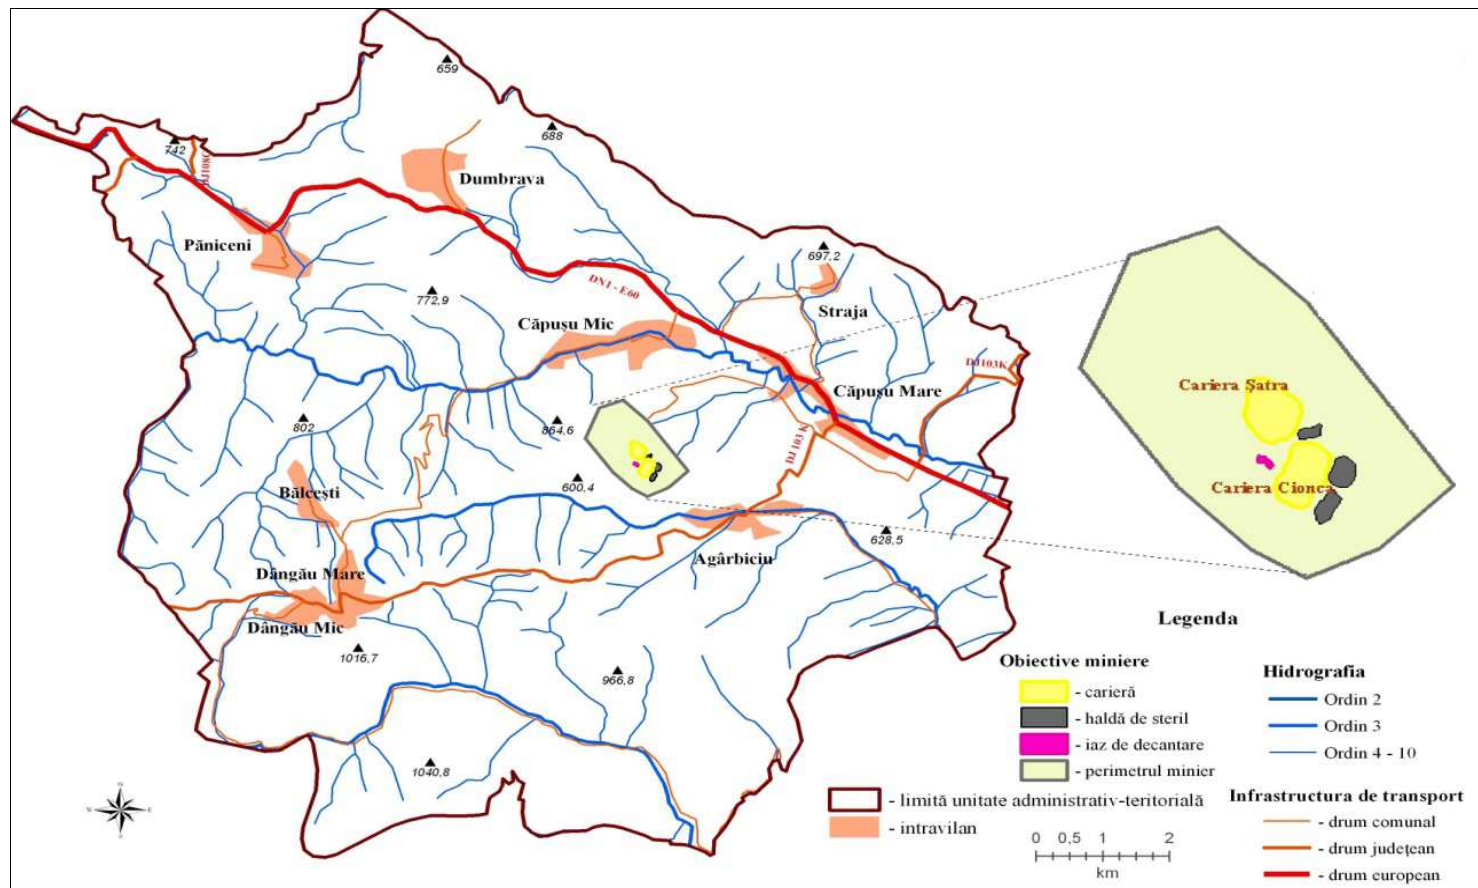 659
688
742
DJ108C
Dumbrava
Păniceni
697,2
DN1 - E60
772,9
Straja
Căpușu Mic
DJ103K
Căpușu Mare
Cariera Șatra
802
864,6
DJ 103 K
600,4
Bălcești
Cariera Cionca
628,5
Agârbiciu
Dângău Mare
Dângău Mic
1016,7
966,8
1040,8
Legenda
Obiective miniere
- carieră
- haldă de steril
- iaz de decantare
- perimetrul minier
- limită unitate administrativ-teritorială
- intravilan
0 0,5 1 2
km
Hidrografia
Ordin 2
Ordin 3
Ordin 4 - 10
Infrastructura de transport
- drum comunal
- drum județean
- drum european
N
W
E
S